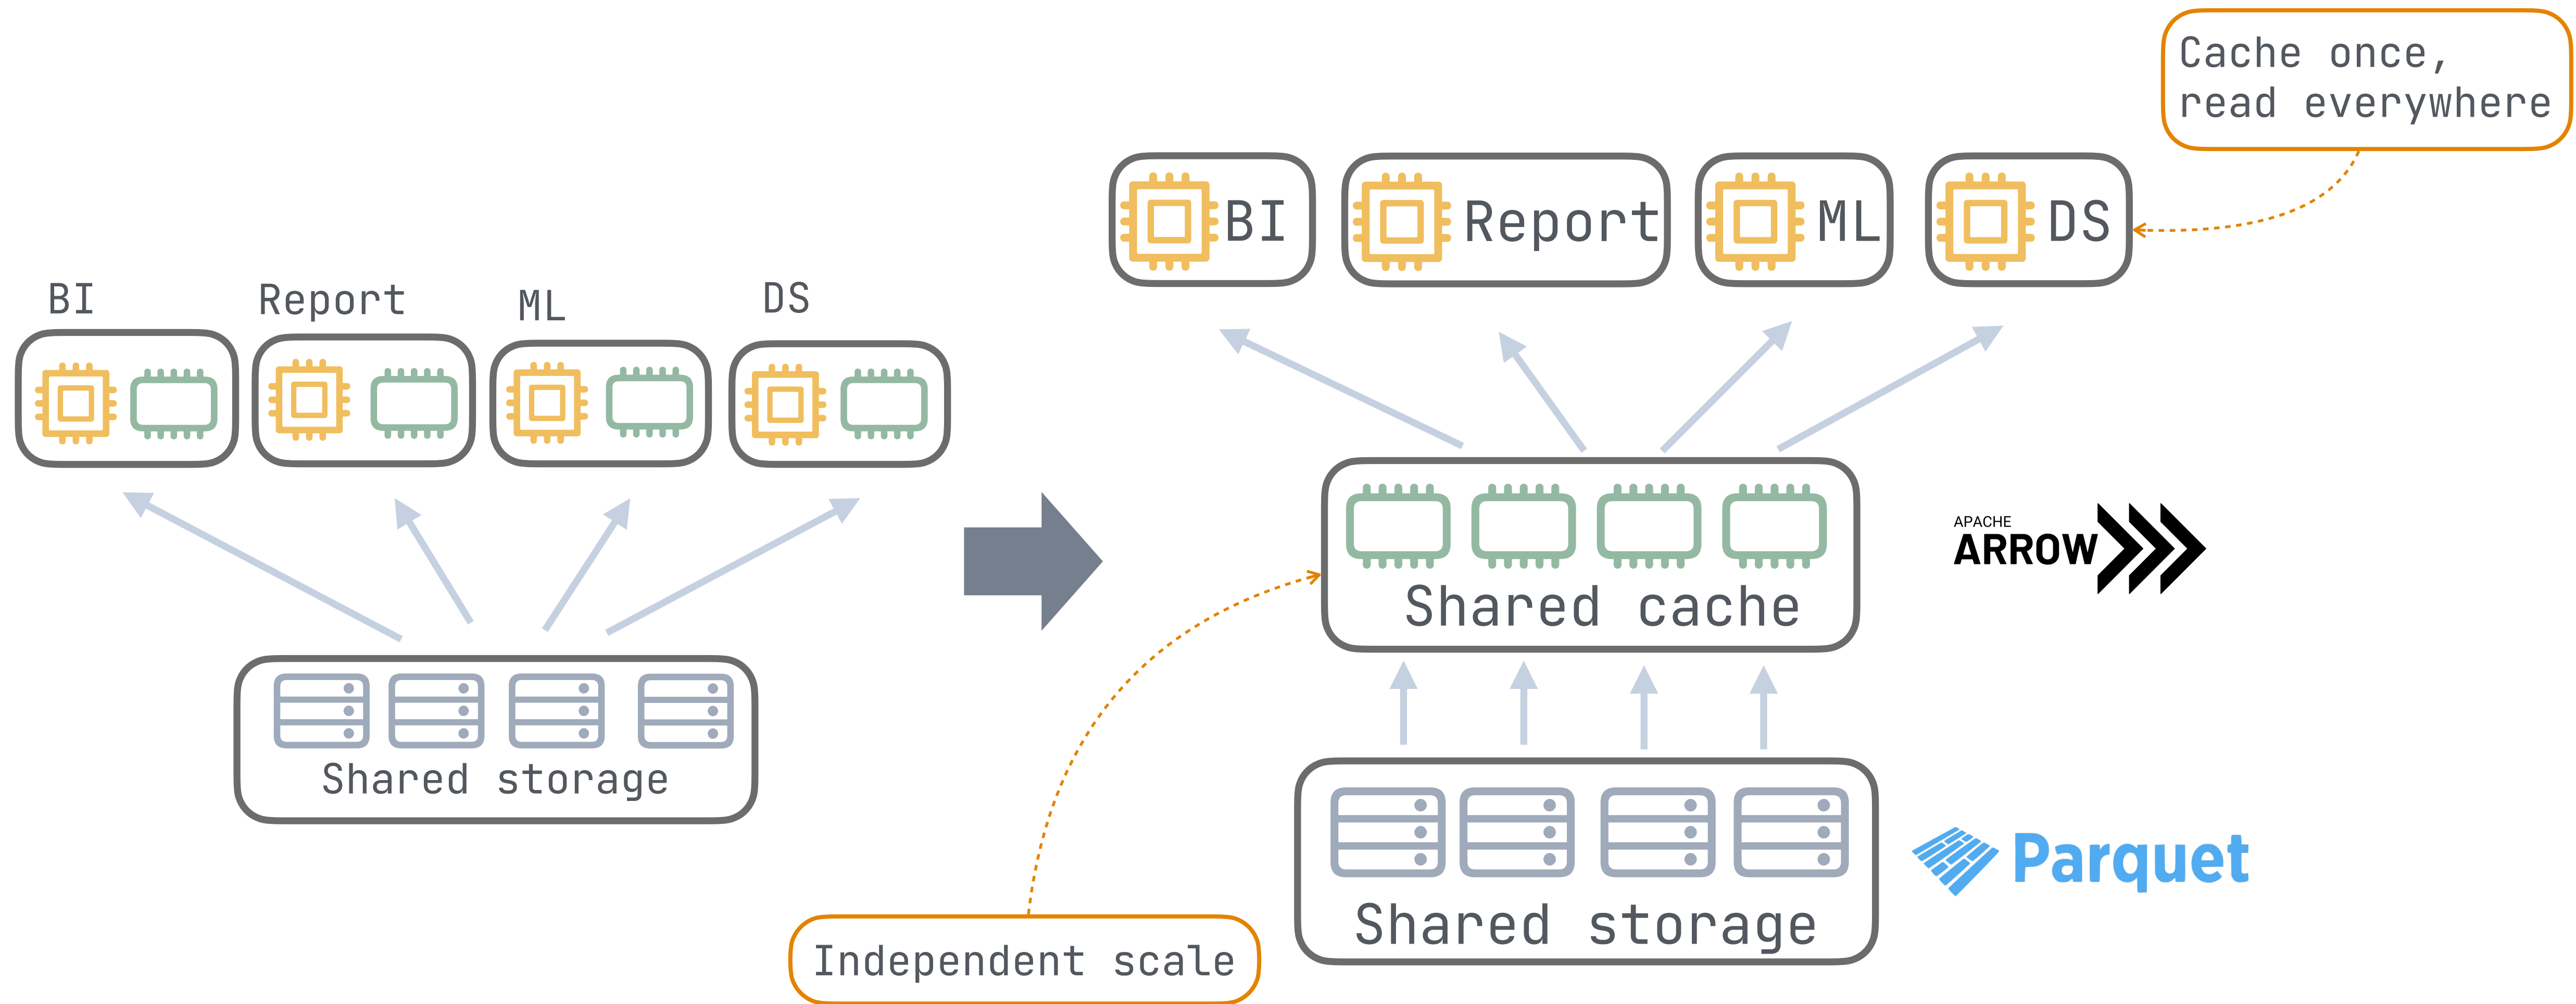 BI
Report
ML
DS
Shared storage
Cache once,
read everywhere
BI
Report
ML
DS
Shared cache
APACHE
ARROW
Shared storage
Parquet
Independent scale